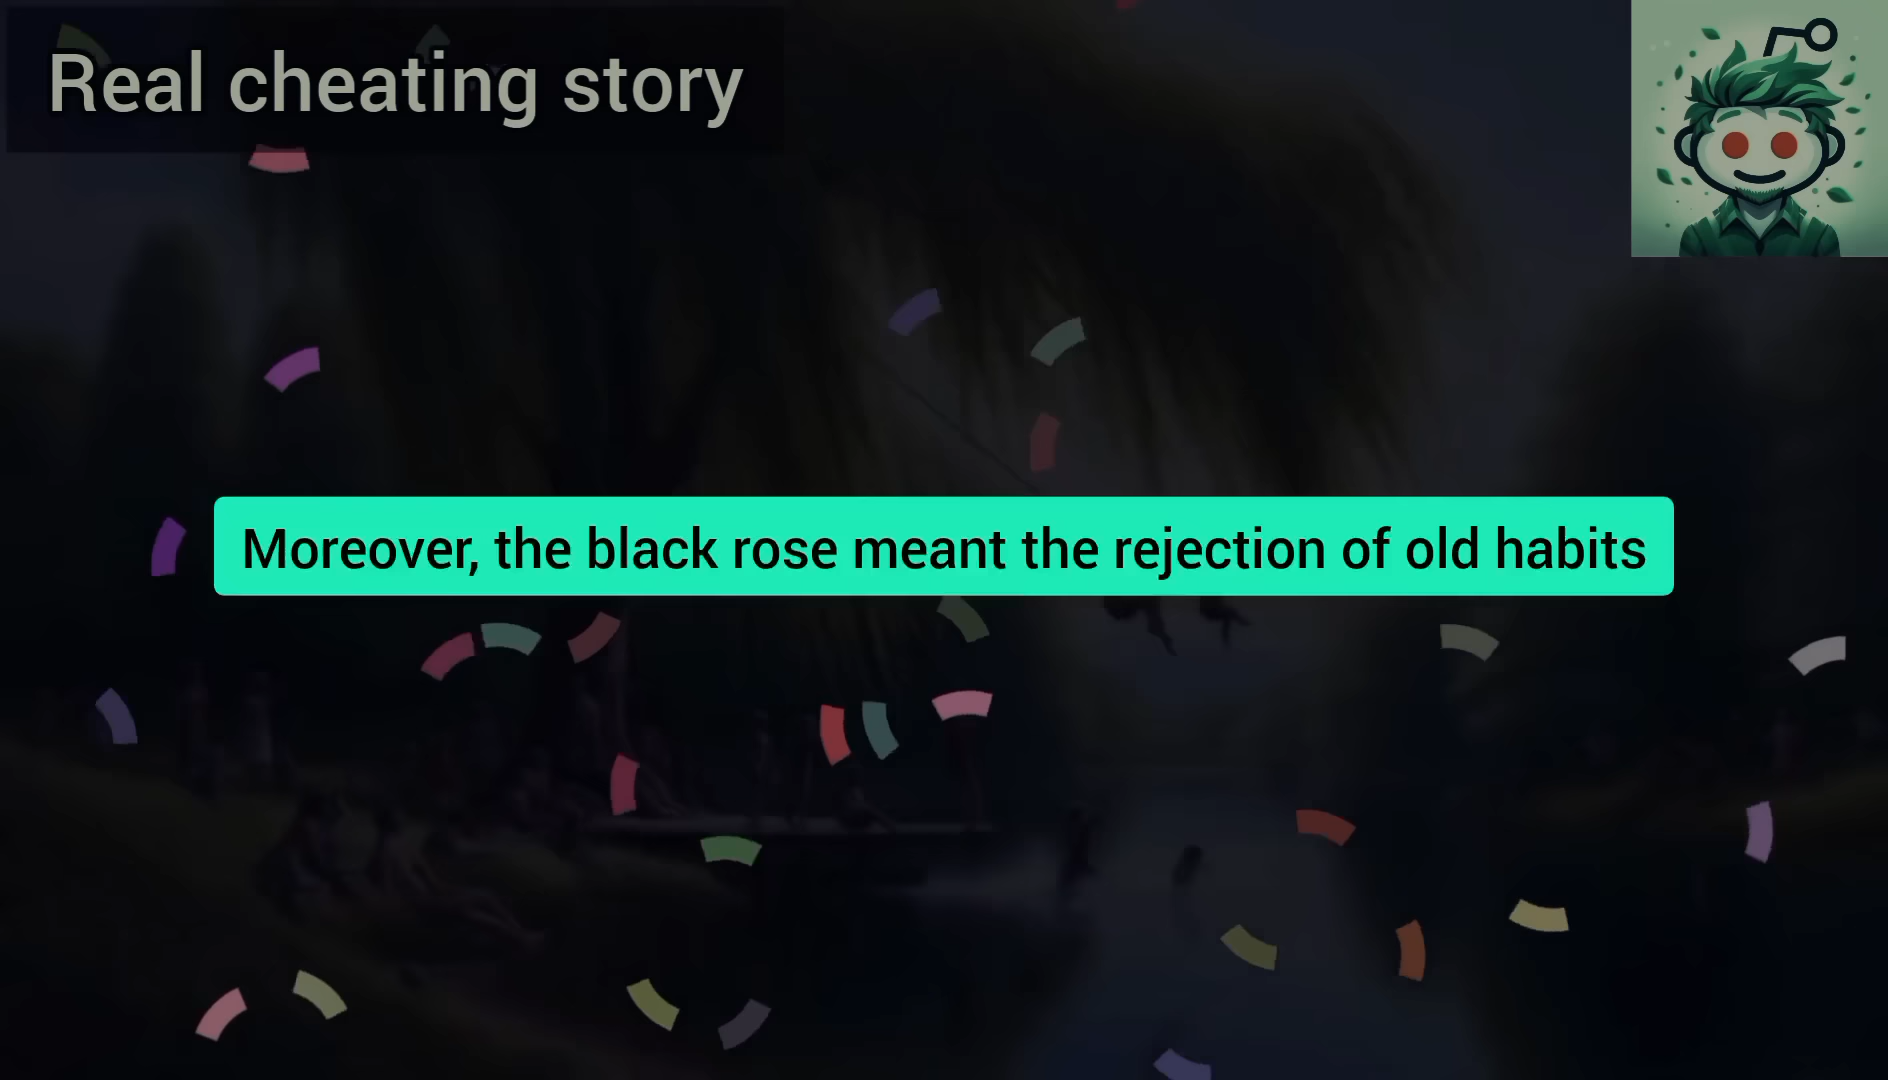 Real cheating story
Moreover, the black rose meant the rejection of old habits